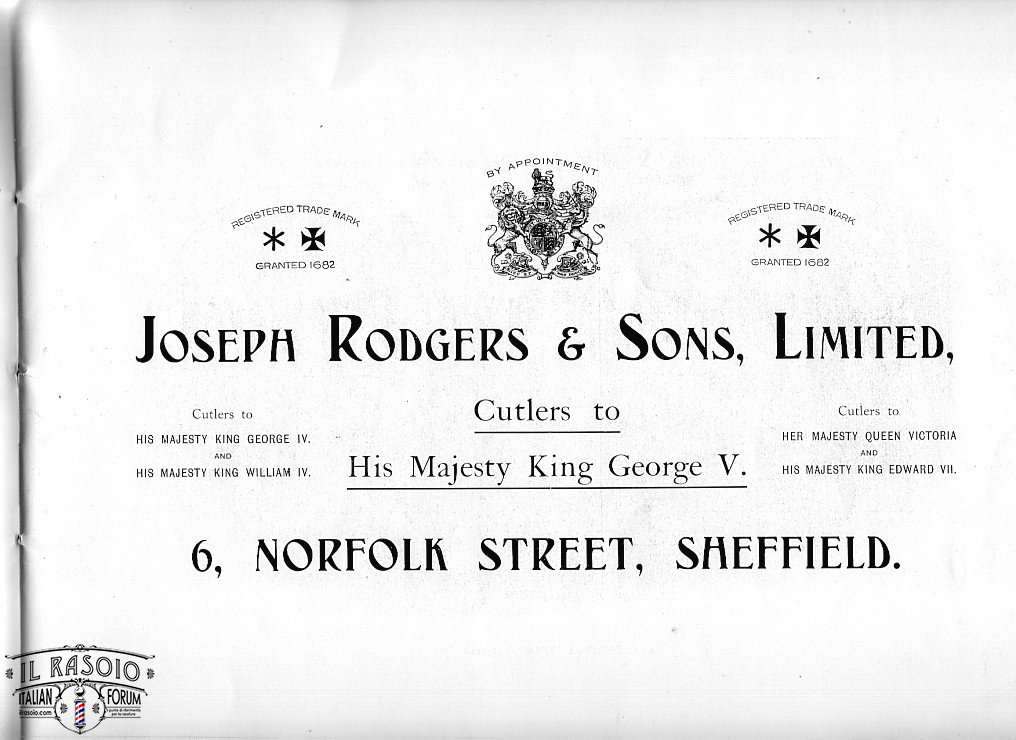 BY APPOINTMENT
REGISTERED TRADE MARK
GRANTED 1682
REGISTERED TRADE MARK
GRANTED 1682
JOSEPH RODGERS & SONS, LIMITED,
Cutlers to
HIS MAJESTY KING GEORGE IV.
AND
HIS MAJESTY KING WILLIAM IV.
Cutlers to
His Majesty King George V.
Cutlers to
HER MAJESTY QUEEN VICTORIA
AND
HIS MAJESTY KING EDWARD VII.
6, NORFOLK STREET, SHEFFIELD.
IL RASOIO
ITALIAN FORUM